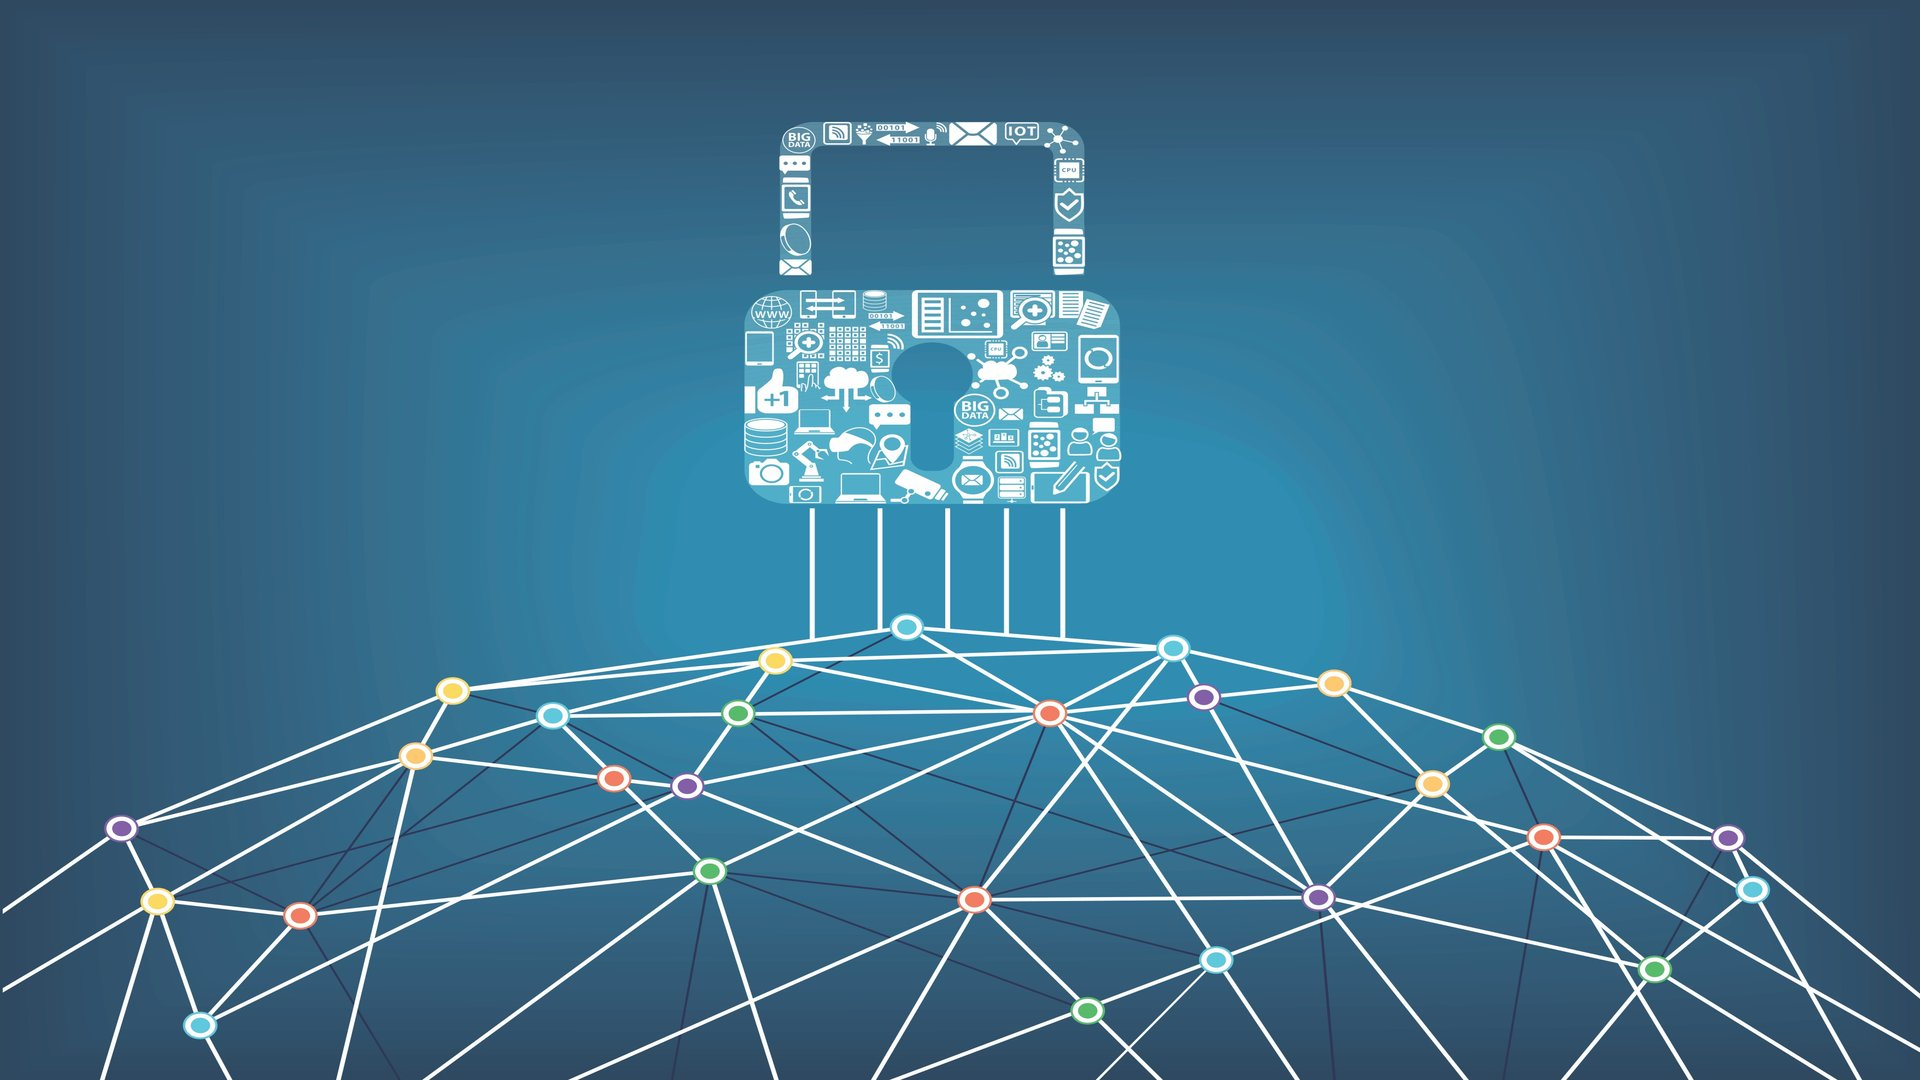 BIG
DATA
00101
11001
IOT
CPU
WWW
00101
11001
$
CPU
+1
BIG
DATA